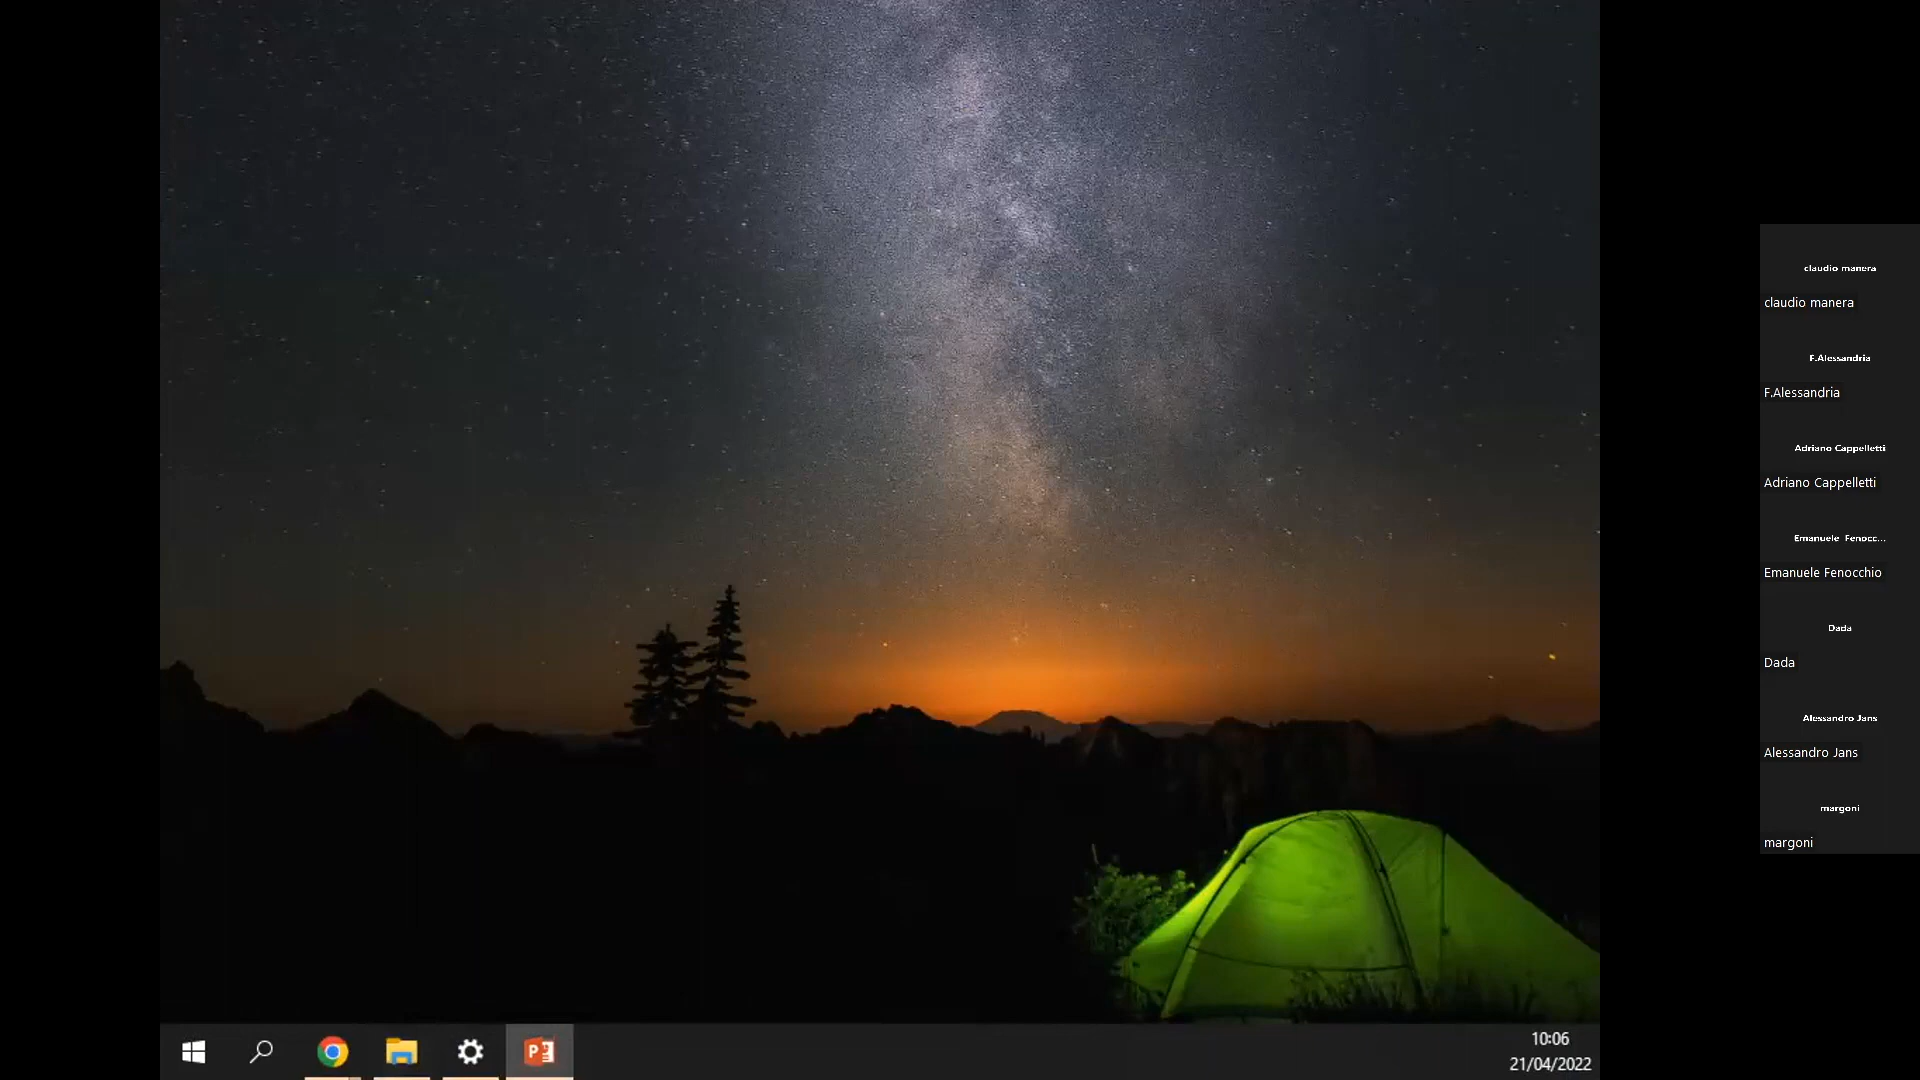 claudio manera
claudio manera
F.Alessandria
F.Alessandria
Adriano Cappelletti
Adriano Cappelletti
Emanuele Fenocc...
Emanuele Fenocchio
Dada
Dada
Alessandro Jans
Alessandro Jans
margoni
margoni
P
10:06
21/04/2022